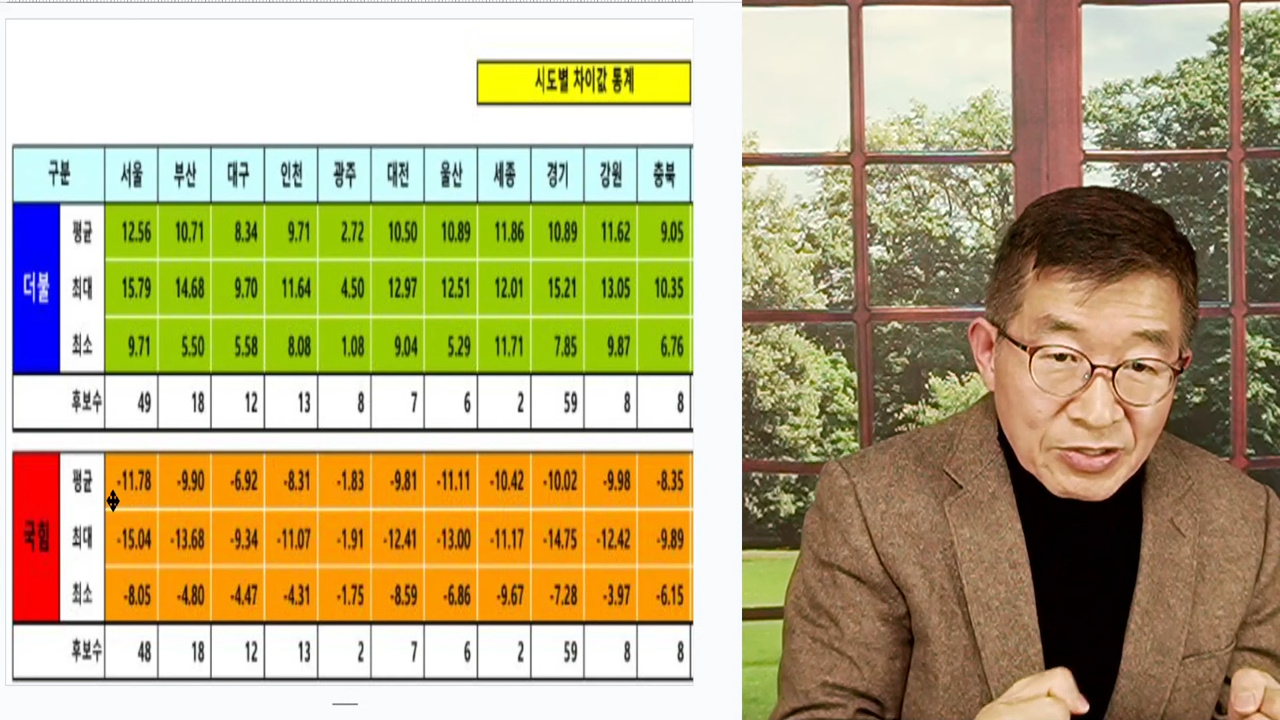 시도별 차이값 통계
구분 서울 부산 대구 인천 광주 대전 울산 세종 경기 강원 충북
더불
평균 12.56 10.71 8.34 9.71 2.72 10.50 10.89 11.86 10.89 11.62 9.05
최대 15.79 14.68 9.70 11.64 4.50 12.97 12.51 12.01 15.21 13.05 10.35
최소 9.71 5.50 5.58 8.08 1.08 9.04 5.29 11.71 7.85 9.87 6.76
후보수 49 18 12 13 8 7 6 2 59 8 8
국힘
평균 -11.78 -9.90 -6.92 -8.31 -1.83 -9.81 -11.11 -10.42 -10.02 -9.98 -8.35
최대 -15.04 -13.68 -9.34 -11.07 -1.91 -12.41 -13.00 -11.17 -14.75 -12.42 -9.89
최소 -8.05 -4.80 -4.47 -4.31 -1.75 -8.59 -6.86 -9.67 -7.28 -3.97 -6.15
후보수 48 18 12 13 2 7 6 2 59 8 8